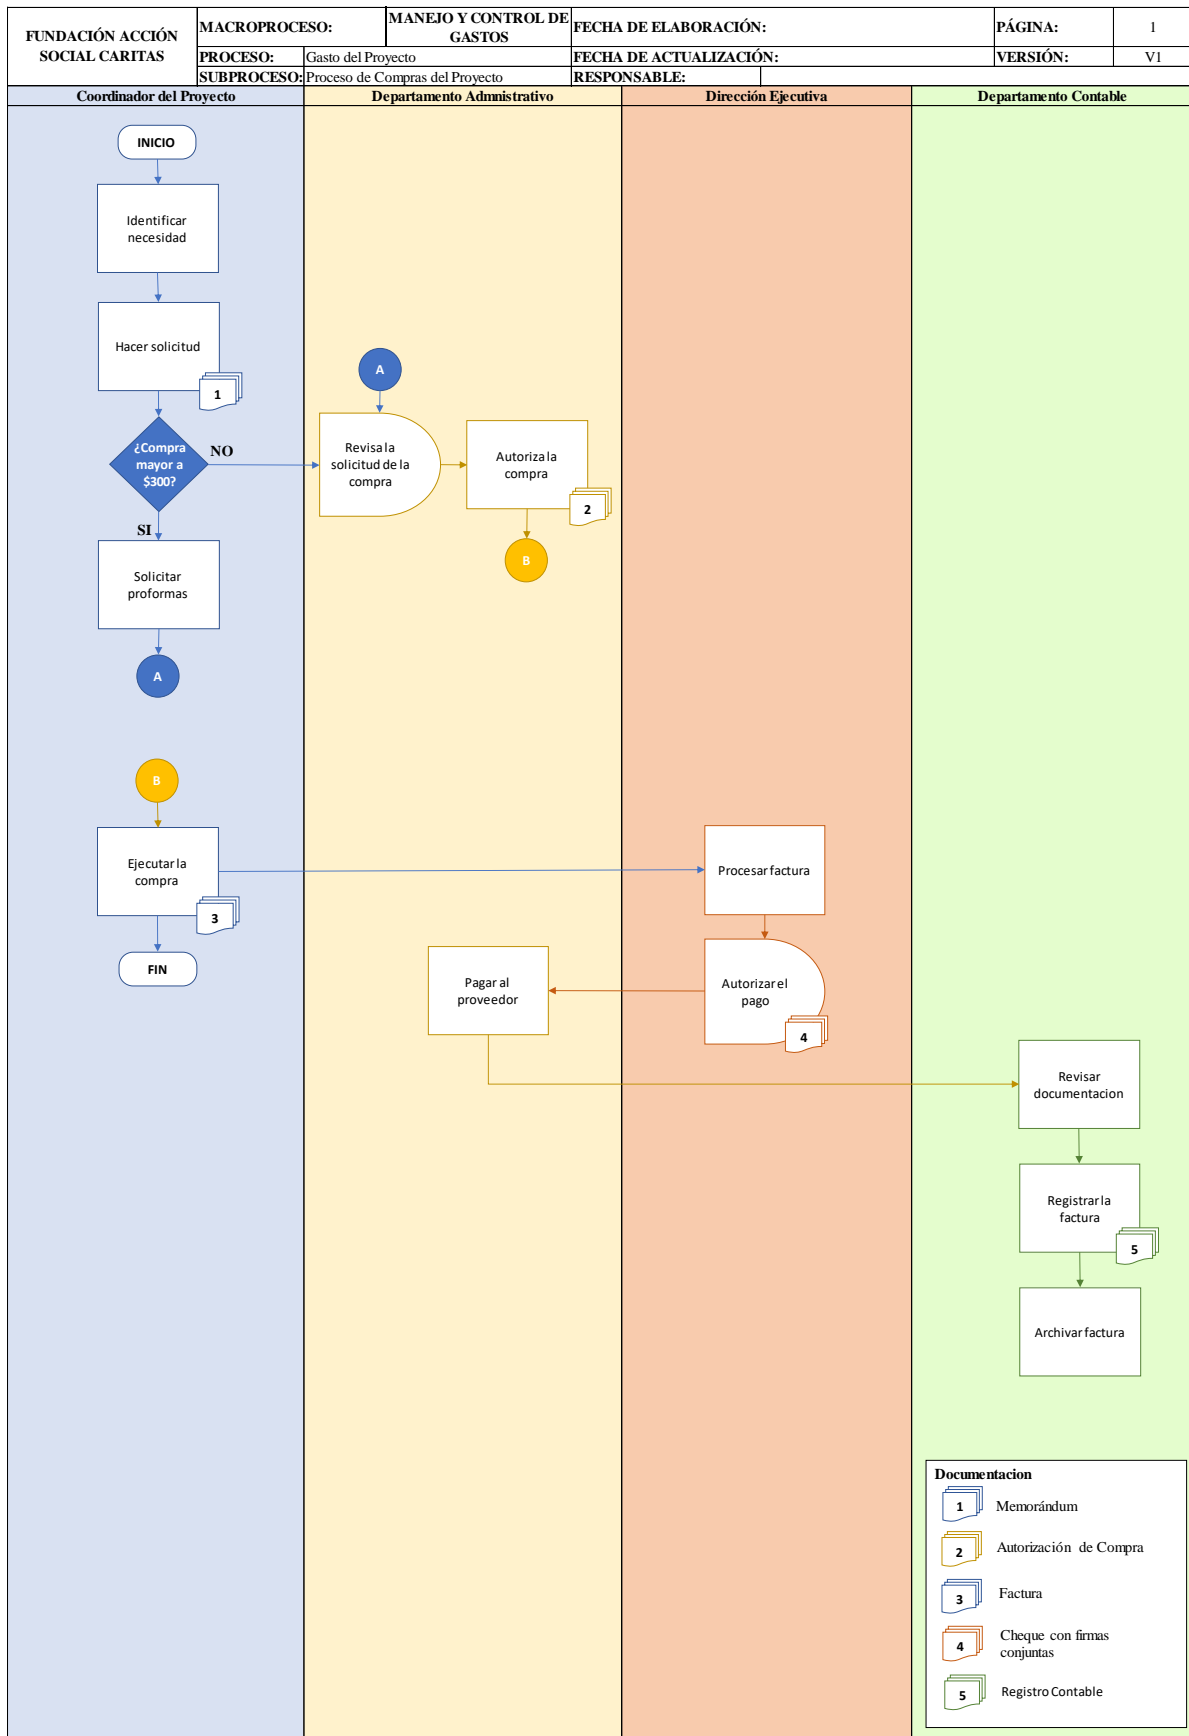 FUNDACIÓN ACCIÓN
SOCIAL CARITAS
MACROPROCESO:
MANEJO Y CONTROL DE
GASTOS
FECHA DE ELABORACIÓN:
PÁGINA:
1
PROCESO:
Gasto del Proyecto
FECHA DE ACTUALIZACIÓN:
VERSIÓN:
V1
SUBPROCESO:
Proceso de Compras del Proyecto
RESPONSABLE:
Coordinador del Proyecto
Departamento Admnistrativo
Dirección Ejecutiva
Departamento Contable
INICIO
Identificar
necesidad
Hacer solicitud
1
¿Compra
mayor a
$300?
NO
SI
Solicitar
proformas
A
A
Revisa la
solicitud de la
compra
Autoriza la
compra
2
B
B
Ejecutar la
compra
3
FIN
Procesar factura
Autorizar el
pago
4
Pagar al
proveedor
Revisar
documentacion
Registrar la
factura
5
Archivar factura
Documentacion
1
Memorándum
2
Autorización de Compra
3
Factura
4
Cheque con firmas
conjuntas
5
Registro Contable